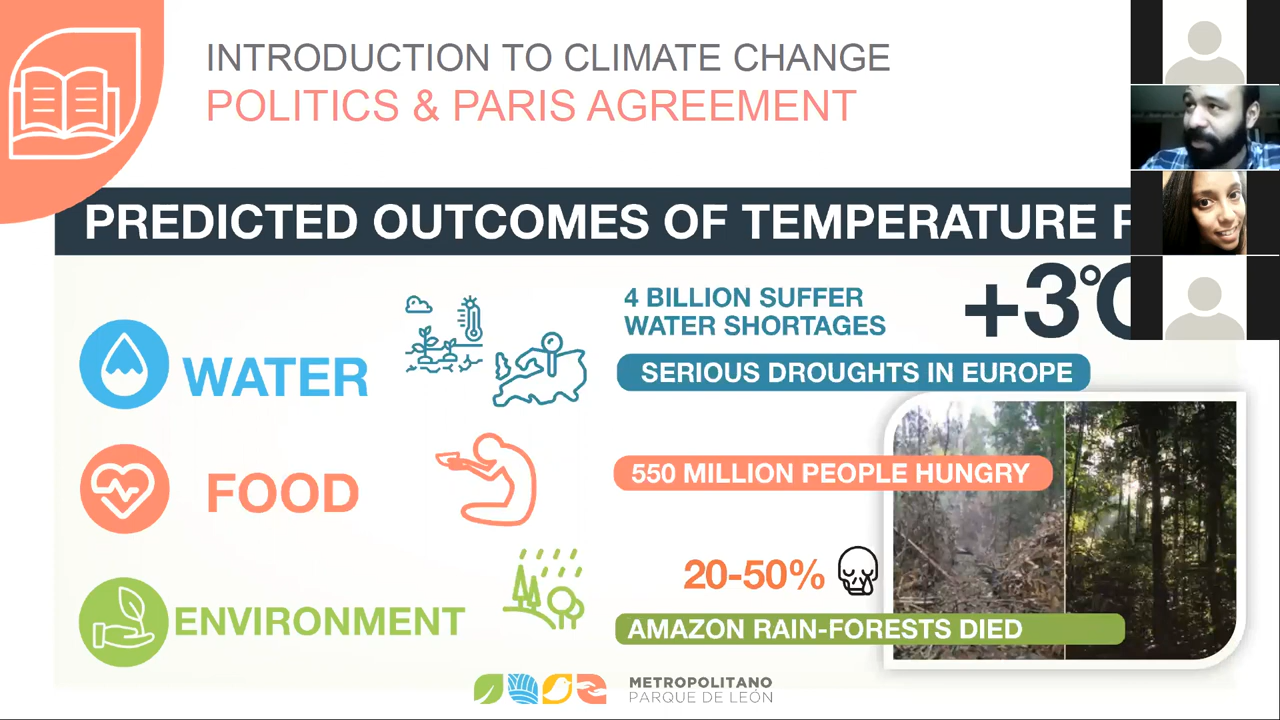 INTRODUCTION TO CLIMATE CHANGE
POLITICS & PARIS AGREEMENT
PREDICTED OUTCOMES OF TEMPERATURE
+3°C
WATER
4 BILLION SUFFER
WATER SHORTAGES
SERIOUS DROUGHTS IN EUROPE
FOOD
550 MILLION PEOPLE HUNGRY
ENVIRONMENT
20-50%
AMAZON RAIN-FORESTS DIED
METROPOLITANO
PARQUE DE LEÓN